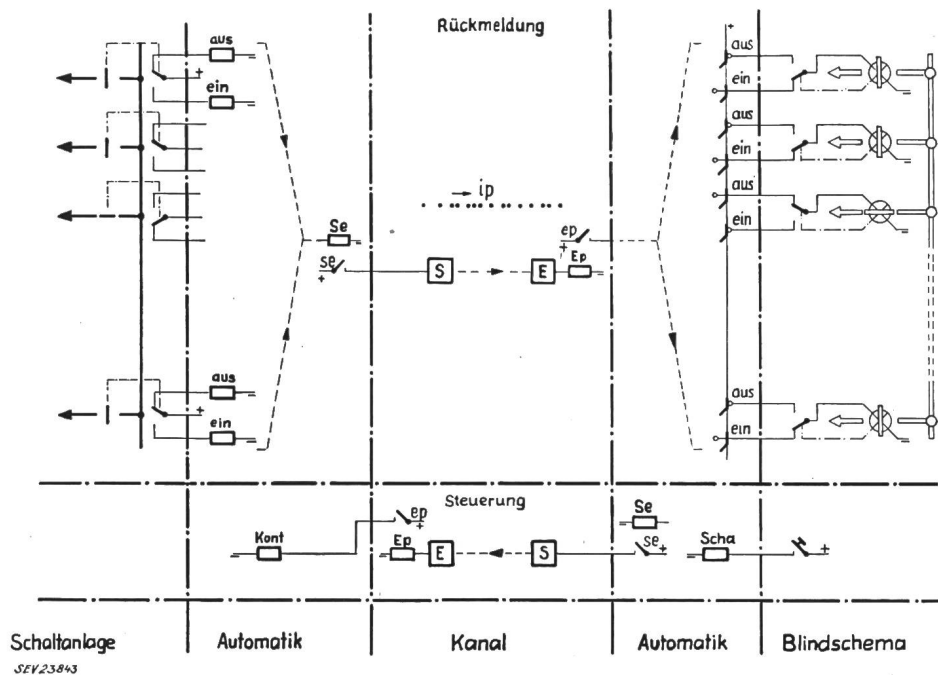 Rückmeldung
aus
ein
aus
ein
aus
ein
aus
ein
ip
Se
se
S
E
ep
Ep
aus
ein
aus
ein
Steuerung
Kont
ep
Ep
E
S
Se
se
Scha
Schaltanlage
Automatik
Kanal
Automatik
Blindschema
SEV23843